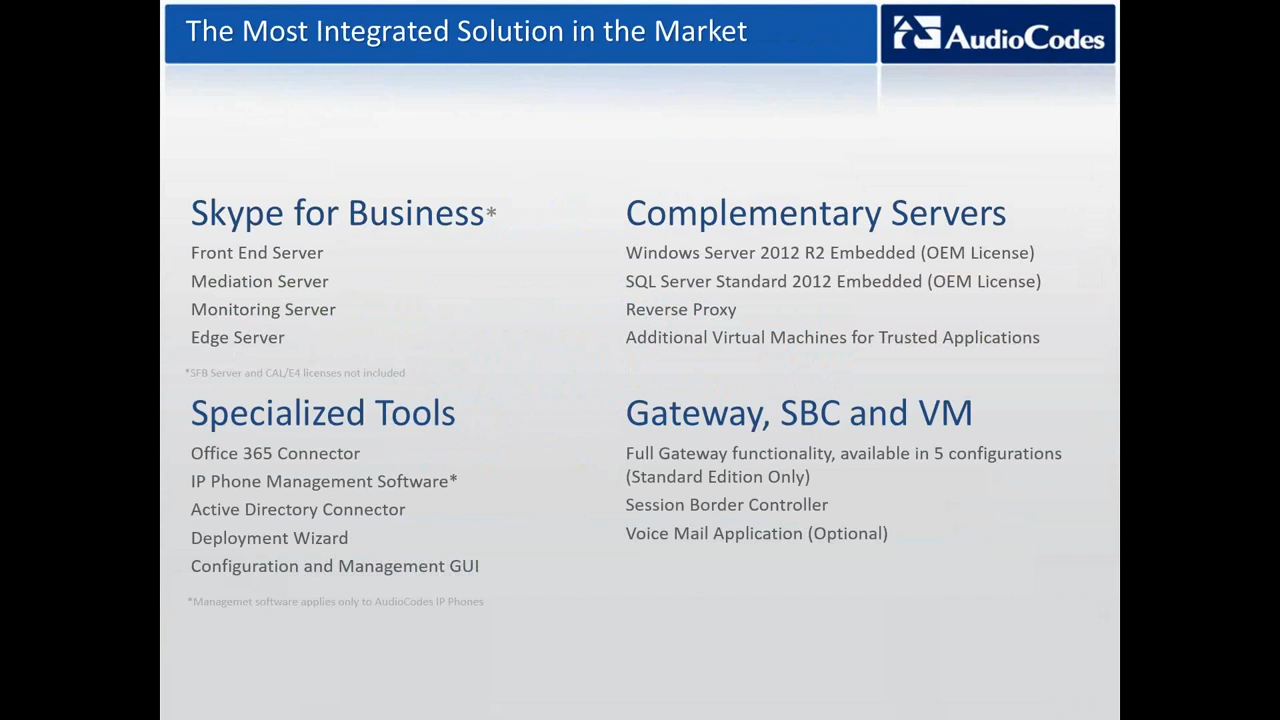 The Most Integrated Solution in the Market
AudioCodes
Skype for Business*
Front End Server
Mediation Server
Monitoring Server
Edge Server
*SFB Server and CAL/E4 licenses not included
Complementary Servers
Windows Server 2012 R2 Embedded (OEM License)
SQL Server Standard 2012 Embedded (OEM License)
Reverse Proxy
Additional Virtual Machines for Trusted Applications
Specialized Tools
Office 365 Connector
IP Phone Management Software*
Active Directory Connector
Deployment Wizard
Configuration and Management GUI
*Managemet software applies only to AudioCodes IP Phones
Gateway, SBC and VM
Full Gateway functionality, available in 5 configurations
(Standard Edition Only)
Session Border Controller
Voice Mail Application (Optional)